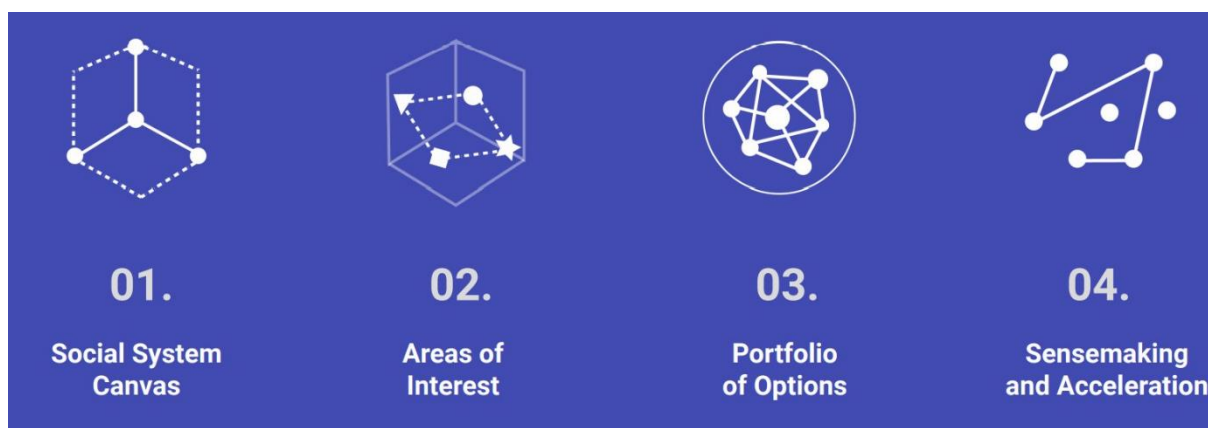 01.
Social System
Canvas
02.
Areas of
Interest
03.
Portfolio
of Options
04.
Sensemaking
and Acceleration